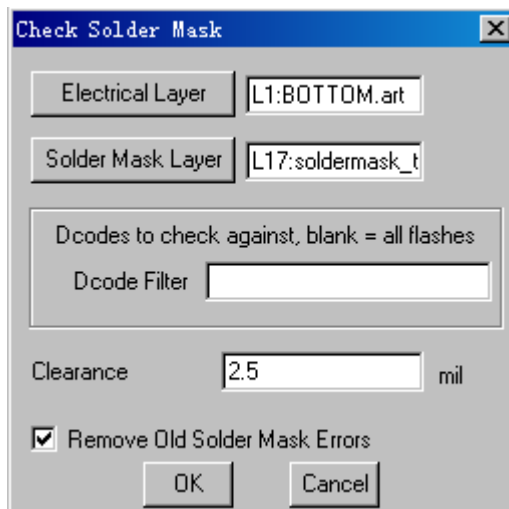 Check Solder Mask
Electrical Layer L1:BOTTOM.art
Solder Mask Layer L17:soldermask_t
Dcodes to check against, blank = all flashes
Dcode Filter
Clearance 2.5 mil
Remove Old Solder Mask Errors
OK Cancel